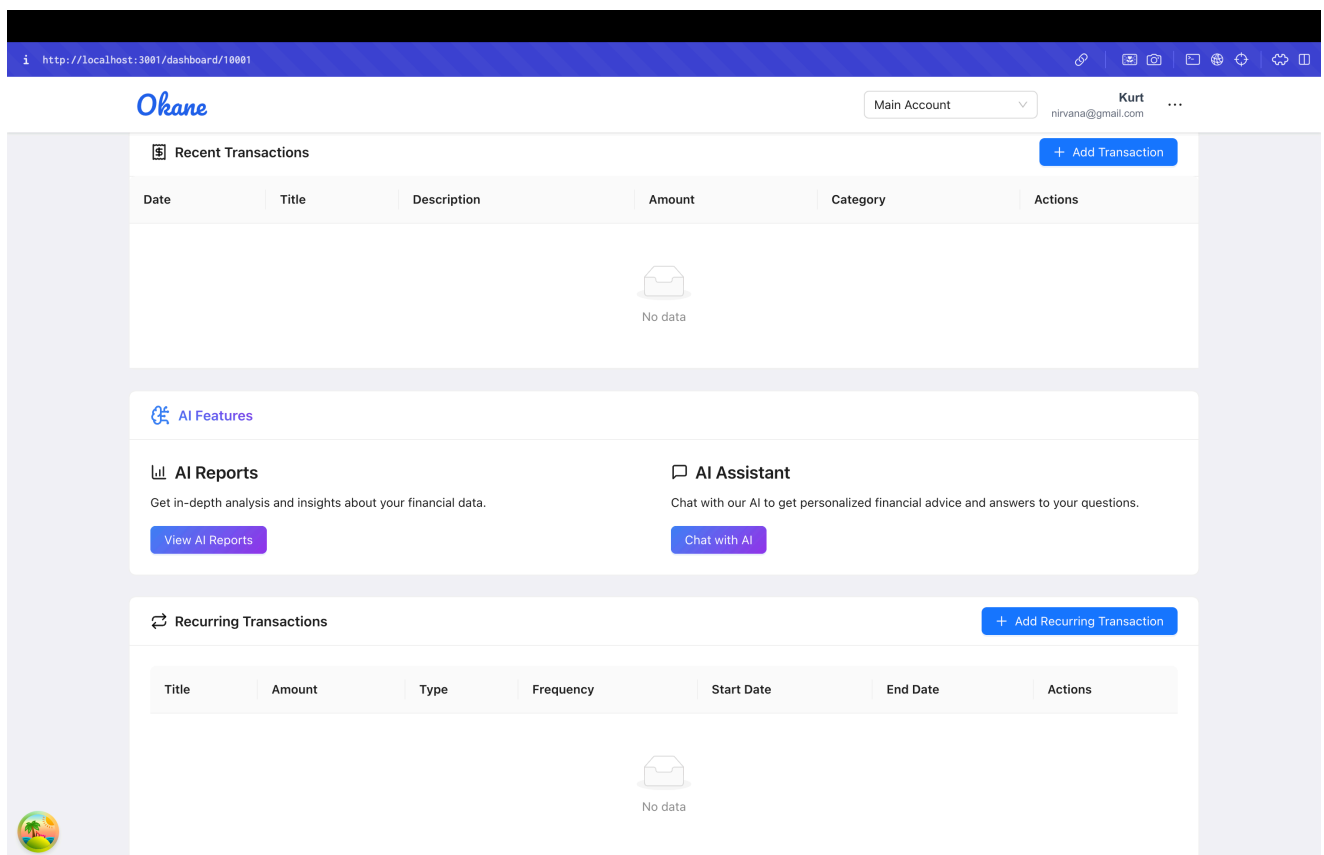 i http://localhost:3001/dashboard/10001
Okane
Main Account
Kurt
nirvana@gmail.com
Recent Transactions
+ Add Transaction
Date Title Description Amount Category Actions
No data
AI Features
AI Reports
Get in-depth analysis and insights about your financial data.
View AI Reports
AI Assistant
Chat with our AI to get personalized financial advice and answers to your questions.
Chat with AI
Recurring Transactions
+ Add Recurring Transaction
Title Amount Type Frequency Start Date End Date Actions
No data